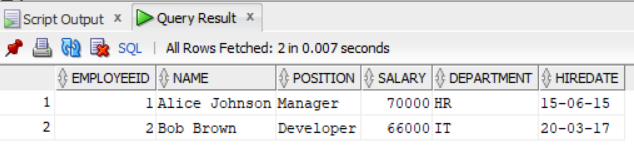 Script Output x Query Result x
SQL | All Rows Fetched: 2 in 0.007 seconds
EMPLOYEEID NAME POSITION SALARY DEPARTMENT HIREDATE
1 1 Alice Johnson Manager 70000 HR 15-06-15
2 2 Bob Brown Developer 66000 IT 20-03-17